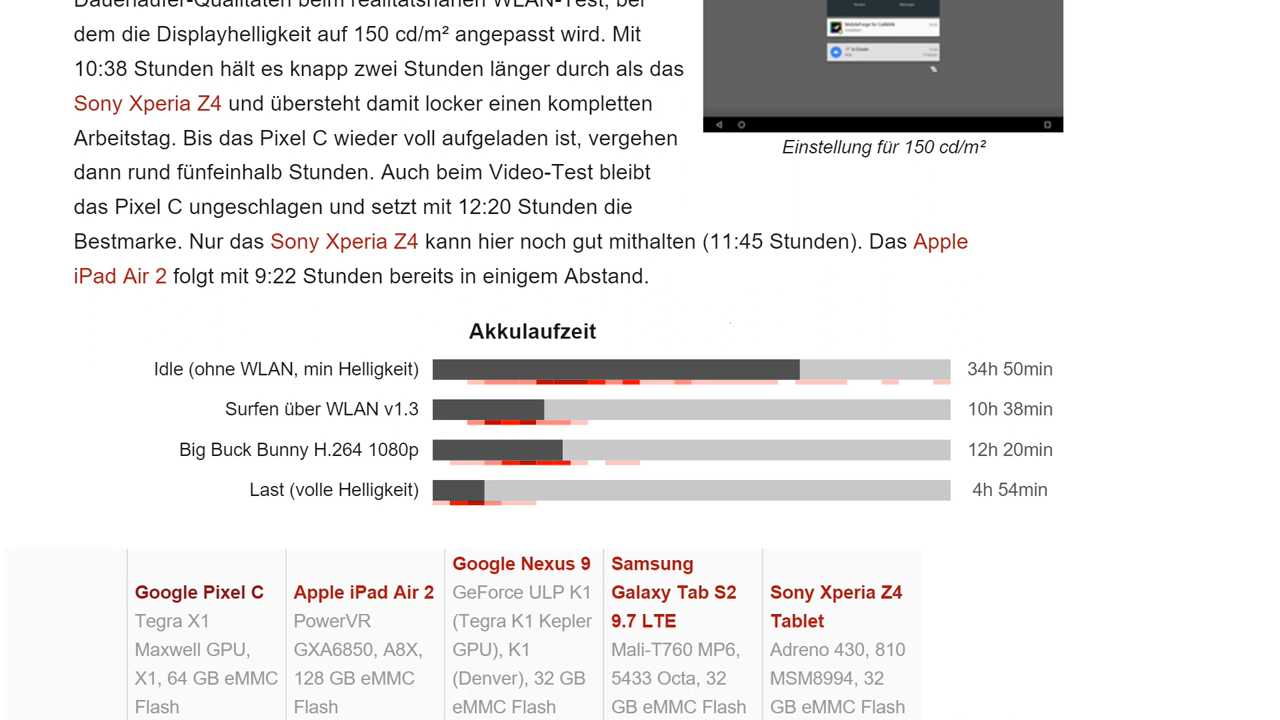 Dauerläufer-Qualitäten beim realitätsnahen WLAN-Test, bei
dem die Displayhelligkeit auf 150 cd/m² angepasst wird. Mit
10:38 Stunden hält es knapp zwei Stunden länger durch als das
Sony Xperia Z4 und übersteht damit locker einen kompletten
Arbeitstag. Bis das Pixel C wieder voll aufgeladen ist, vergehen
dann rund fünfeinhalb Stunden. Auch beim Video-Test bleibt
das Pixel C ungeschlagen und setzt mit 12:20 Stunden die
Bestmarke. Nur das Sony Xperia Z4 kann hier noch gut mithalten (11:45 Stunden). Das Apple
iPad Air 2 folgt mit 9:22 Stunden bereits in einigem Abstand.
Einstellung für 150 cd/m²
Akkulaufzeit
Idle (ohne WLAN, min Helligkeit) 34h 50min
Surfen über WLAN v1.3 10h 38min
Big Buck Bunny H.264 1080p 12h 20min
Last (volle Helligkeit) 4h 54min
Google Pixel C
Tegra X1
Maxwell GPU,
X1, 64 GB eMMC
Flash
Apple iPad Air 2
PowerVR
GXA6850, A8X,
128 GB eMMC
Flash
Google Nexus 9
GeForce ULP K1
(Tegra K1 Kepler
GPU), K1
(Denver), 32 GB
eMMC Flash
Samsung
Galaxy Tab S2
9.7 LTE
Mali-T760 MP6,
5433 Octa, 32
GB eMMC Flash
Sony Xperia Z4
Tablet
Adreno 430, 810
MSM8994, 32
GB eMMC Flash